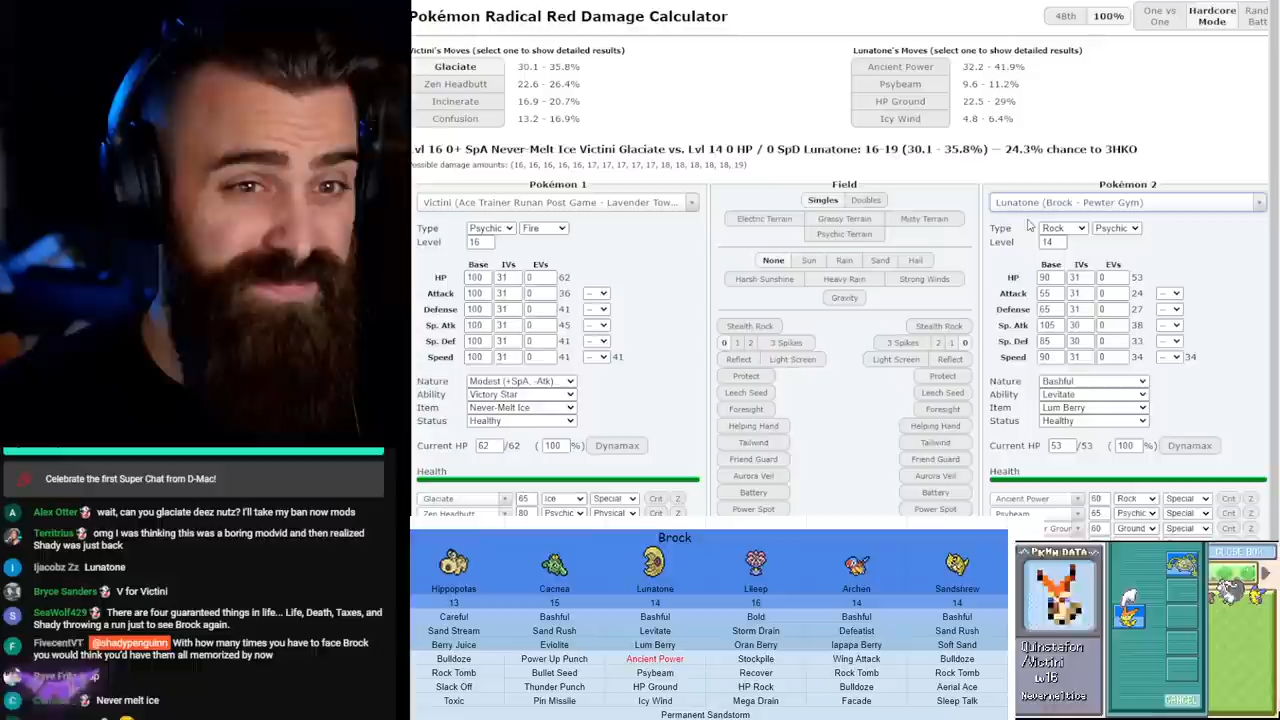 Pokémon Radical Red Damage Calculator
48th 100%
One vs One
Hardcore Mode
Victini's Moves (select one to show detailed results)
Glaciate 30.1 - 35.8%
Zen Headbutt 22.6 - 26.4%
Incinerate 16.9 - 20.7%
Confusion 13.2 - 16.9%
Lunatone's Moves (select one to show detailed results)
Ancient Power 32.2 - 41.9%
Psybeam 9.6 - 11.2%
HP Ground 22.5 - 29%
Icy Wind 4.8 - 6.4%
Lvl 16 0+ SpA Never-Melt Ice Victini Glaciate vs. Lvl 14 0 HP / 0 SpD Lunatone: 16-19 (30.1 - 35.8%) -- 24.3% chance to 3HKO
Possible damage amounts: (16, 16, 16, 16, 16, 17, 17, 17, 17, 17, 18, 18, 18, 18, 18, 19)
Pokémon 1
Victini (Ace Trainer Runan Post Game - Lavender Tow...
Type Psychic Fire
Level 16
Base IVs EVs
HP 100 31 0 62
Attack 100 31 0 36 --
Defense 100 31 0 41 --
Sp. Atk 100 31 0 45 --
Sp. Def 100 31 0 41 --
Speed 100 31 0 41 -- 41
Nature Modest (+SpA, -Atk)
Ability Victory Star
Item Never-Melt Ice
Status Healthy
Current HP 62 /62 ( 100 %) Dynamax
Health
Glaciate 65 Ice Special Crit Z
Zen Headbutt 80 Psychic Physical Crit Z
Field
Singles Doubles
Electric Terrain Grassy Terrain Misty Terrain
Psychic Terrain
None Sun Rain Sand Hail
Harsh Sunshine Heavy Rain Strong Winds
Gravity
Stealth Rock Stealth Rock
0 1 2 3 Spikes 3 Spikes 2 1 0
Reflect Light Screen Light Screen Reflect
Protect Protect
Leech Seed Leech Seed
Foresight Foresight
Helping Hand Helping Hand
Tailwind Tailwind
Friend Guard Friend Guard
Aurora Veil Aurora Veil
Battery Battery
Power Spot Power Spot
Pokémon 2
Lunatone (Brock - Pewter Gym)
Type Rock Psychic
Level 14
Base IVs EVs
HP 90 31 0 53
Attack 55 31 0 24 --
Defense 65 31 0 27 --
Sp. Atk 105 30 0 38 --
Sp. Def 85 30 0 33 --
Speed 90 31 0 34 -- 34
Nature Bashful
Ability Levitate
Item Lum Berry
Status Healthy
Current HP 53 /53 ( 100 %) Dynamax
Health
Ancient Power 60 Rock Special Crit Z
Psybeam 65 Psychic Special Crit Z
60 Ground Special Crit Z
Celebrate the first Super Chat from D-Mac!
A Alex Otter wait, can you glaciate deez nutz? I'll take my ban now mods
Territrius omg I was thinking this was a boring modvid and then realized
Shady was just back
Ijacobz Zz Lunatone
Bryce Sanders V for Victini
SeaWolf429 There are four guaranteed things in life... Life, Death, Taxes, and
Shady throwing a run just to see Brock again.
FivecentVT @shadypenguinn With how many times you have to face Brock
you would think you'd have them all memorized by now
Never melt ice
Brock
Hippopotas Cacnea Lunatone Lileep Archen Sandshrew
13 15 14 16 14 14
Careful Bashful Bashful Bold Bashful Bashful
Sand Stream Sand Rush Levitate Storm Drain Defeatist Sand Rush
Berry Juice Eviolite Lum Berry Oran Berry Iapapa Berry Soft Sand
Bulldoze Power Up Punch Ancient Power Stockpile Wing Attack Bulldoze
Rock Tomb Bullet Seed Psybeam Recover Rock Tomb Rock Tomb
Slack Off Thunder Punch HP Ground HP Rock Bulldoze Aerial Ace
Toxic Pin Missile Icy Wind Mega Drain Facade Sleep Talk
Permanent Sandstorm
PKMN DATA
CLOSE BOX
/Victini
CANCEL